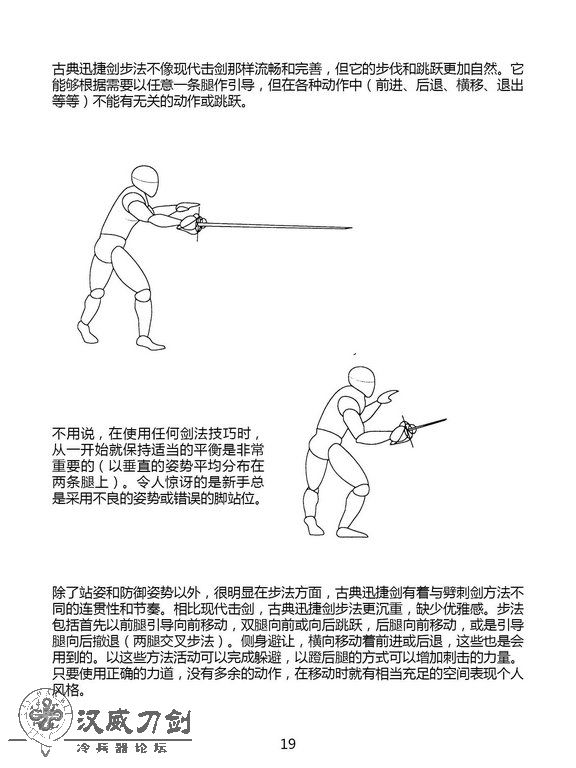 古典迅捷剑步法不像现代击剑那样流畅和完善，但它的步伐和跳跃更加自然。它
能够根据需要以任意一条腿作引导，但在各种动作中（前进、后退、横移、退出
等等）不能有无关的动作或跳跃。
不用说，在使用任何剑法技巧时，
从一开始就保持适当的平衡是非常
重要的（以垂直的姿势平均分布在
两条腿上）。令人惊讶的是新手总
是采用不良的姿势或错误的脚站位。
除了站姿和防御姿势以外，很明显在步法方面，古典迅捷剑有着与劈刺剑方法不
同的连贯性和节奏。相比现代击剑，古典迅捷剑步法更沉重，缺少优雅感。步法
包括首先以前腿引导向前移动，双腿向前或向后跳跃，后腿向前移动，或是引导
腿向后撤退（两腿交叉步法）。侧身避让，横向移动着前进或后退，这些也是会
用到的。以这些方法活动可以完成躲避，以蹬后腿的方式可以增加刺击的力量。
只要使用正确的力道，没有多余的动作，在移动时就有相当充足的空间表现个人
风格。
汉威刀剑
冷兵器论坛
19